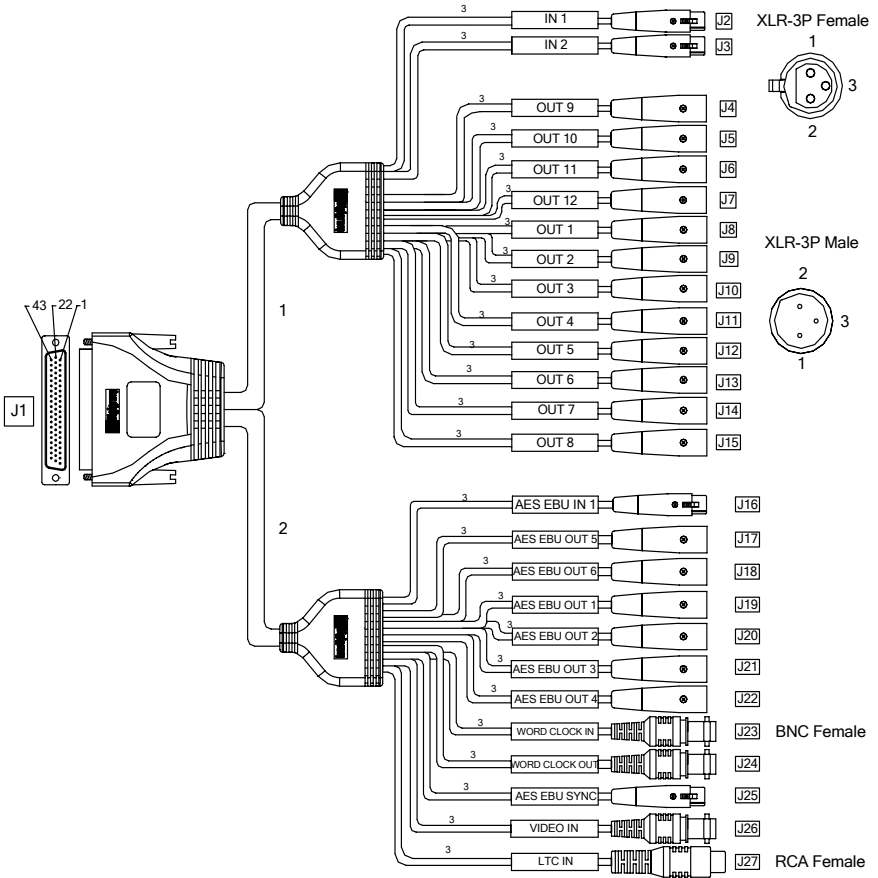 3 IN 1 J2 XLR-3P Female
3 IN 2 J3 1
3
2
3 OUT 9 J4
3 OUT 10 J5
3 OUT 11 J6
3 OUT 12 J7
3 OUT 1 J8
3 OUT 2 J9
3 OUT 3 J10
3 OUT 4 J11
3 OUT 5 J12
3 OUT 6 J13
3 OUT 7 J14
3 OUT 8 J15
XLR-3P Male
2
3
1
1
43 22 1
J1
2
3 AES EBU IN 1 J16
3 AES EBU OUT 5 J17
3 AES EBU OUT 6 J18
3 AES EBU OUT 1 J19
3 AES EBU OUT 2 J20
3 AES EBU OUT 3 J21
3 AES EBU OUT 4 J22
3 WORD CLOCK IN J23 BNC Female
3 WORD CLOCK OUT J24
3 AES EBU SYNC J25
3 VIDEO IN J26
3 LTC IN J27 RCA Female